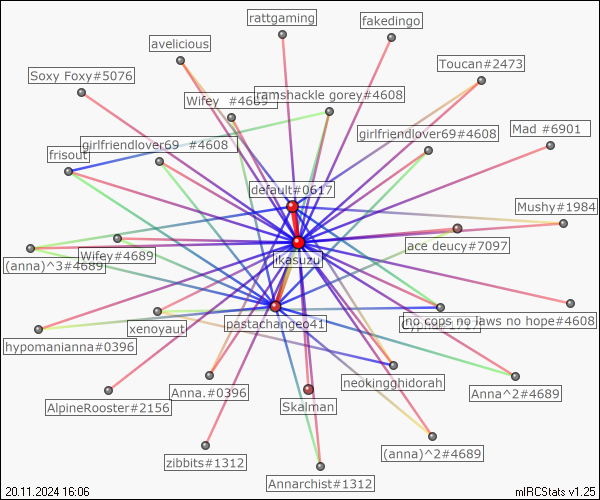 rattgaming
fakedingo
avelicious
Toucan#2473
Soxy Foxy#5076
Wifey #4689
ramshackle gorey#4608
Mad #6901
girlfriendlover69 #4608
girlfriendlover69#4608
frisout
default#0617
Mushy#1984
ace deucy#7097
Wifey#4689
(anna)^3#4689
ikasuzu
no cops no laws no hope#4608
pastachangeo41
xenoyaut
hypomanianna#0396
neokingghidorah
Anna^2#4689
Anna.#0396
AlpineRooster#2156
Skalman
(anna)^2#4689
zibbits#1312
Annarchist#1312
20.11.2024 16:06
mIRCStats v1.25